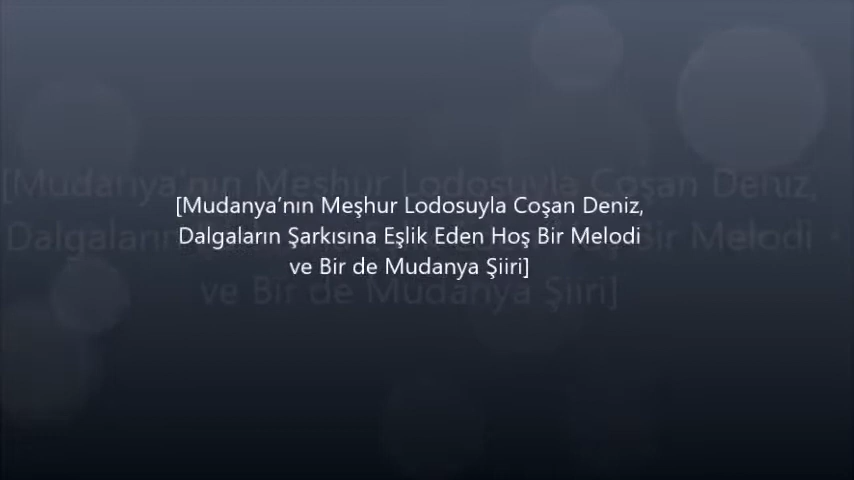 [Mudanya’nın Meşhur Lodosuyla Coşan Deniz,
Dalgaların Şarkısına Eşlik Eden Hoş Bir Melodi
ve Bir de Mudanya Şiiri]